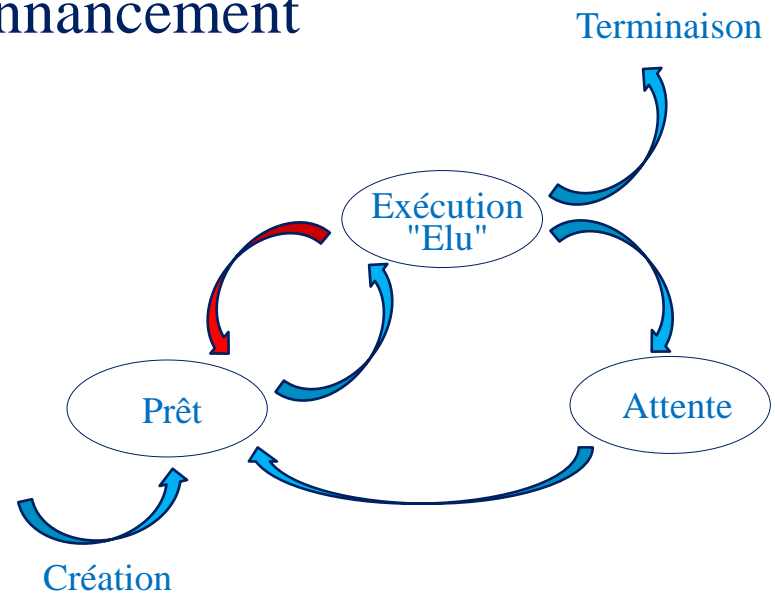 nnancement
Terminaison
Exécution
"Elu"
Prêt
Attente
Création